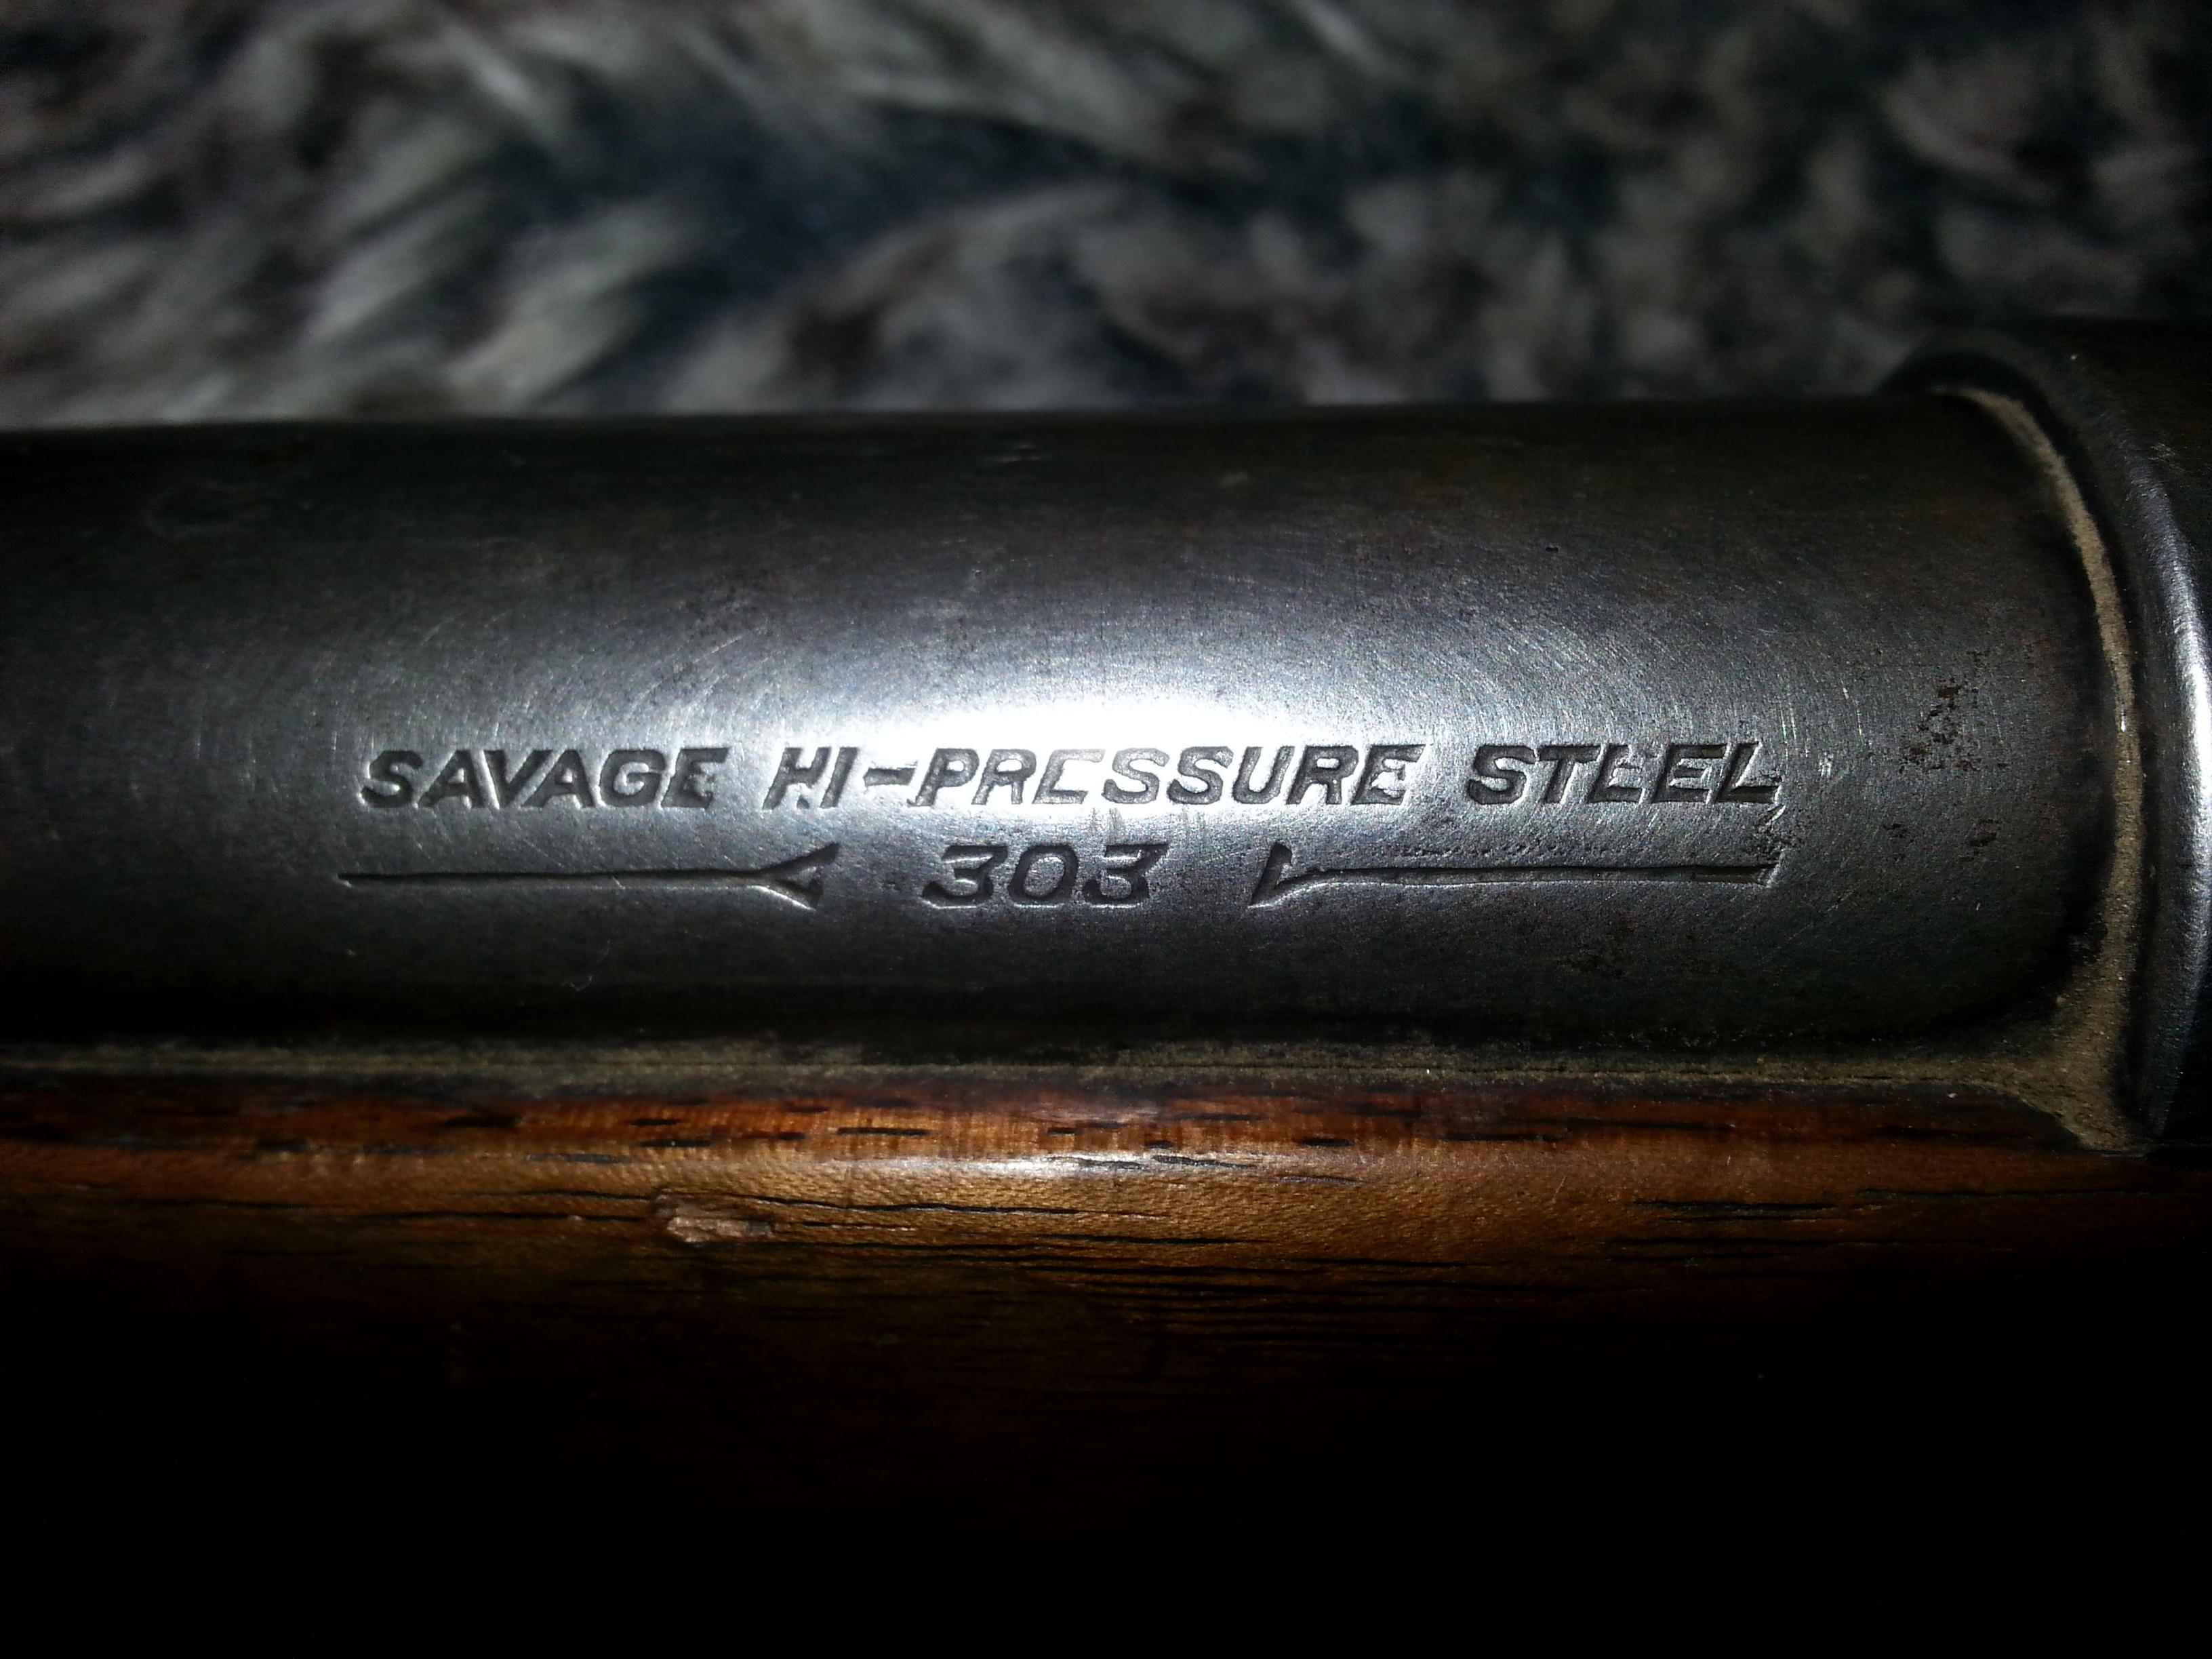 SAVAGE HI-PRESSURE STEEL
303